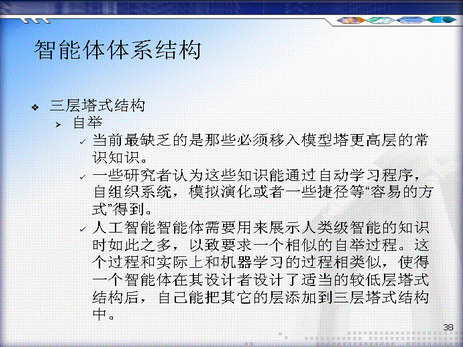 智能体体系结构
三层塔式结构
自举
当前最缺乏的是那些必须移入模型塔更高层的常
识知识。
一些研究者认为这些知识能通过自动学习程序，
自组织系统，模拟演化或者一些捷径等“容易的方
式”得到。
人工智能智能体需要用来展示人类级智能的知识
时如此之多，以致要求一个相似的自举过程。这
个过程和实际上和机器学习的过程相类似，使得
一个智能体在其设计者设计了适当的较低层塔式
结构后，自己能把其它的层添加到三层塔式结构
中。
38